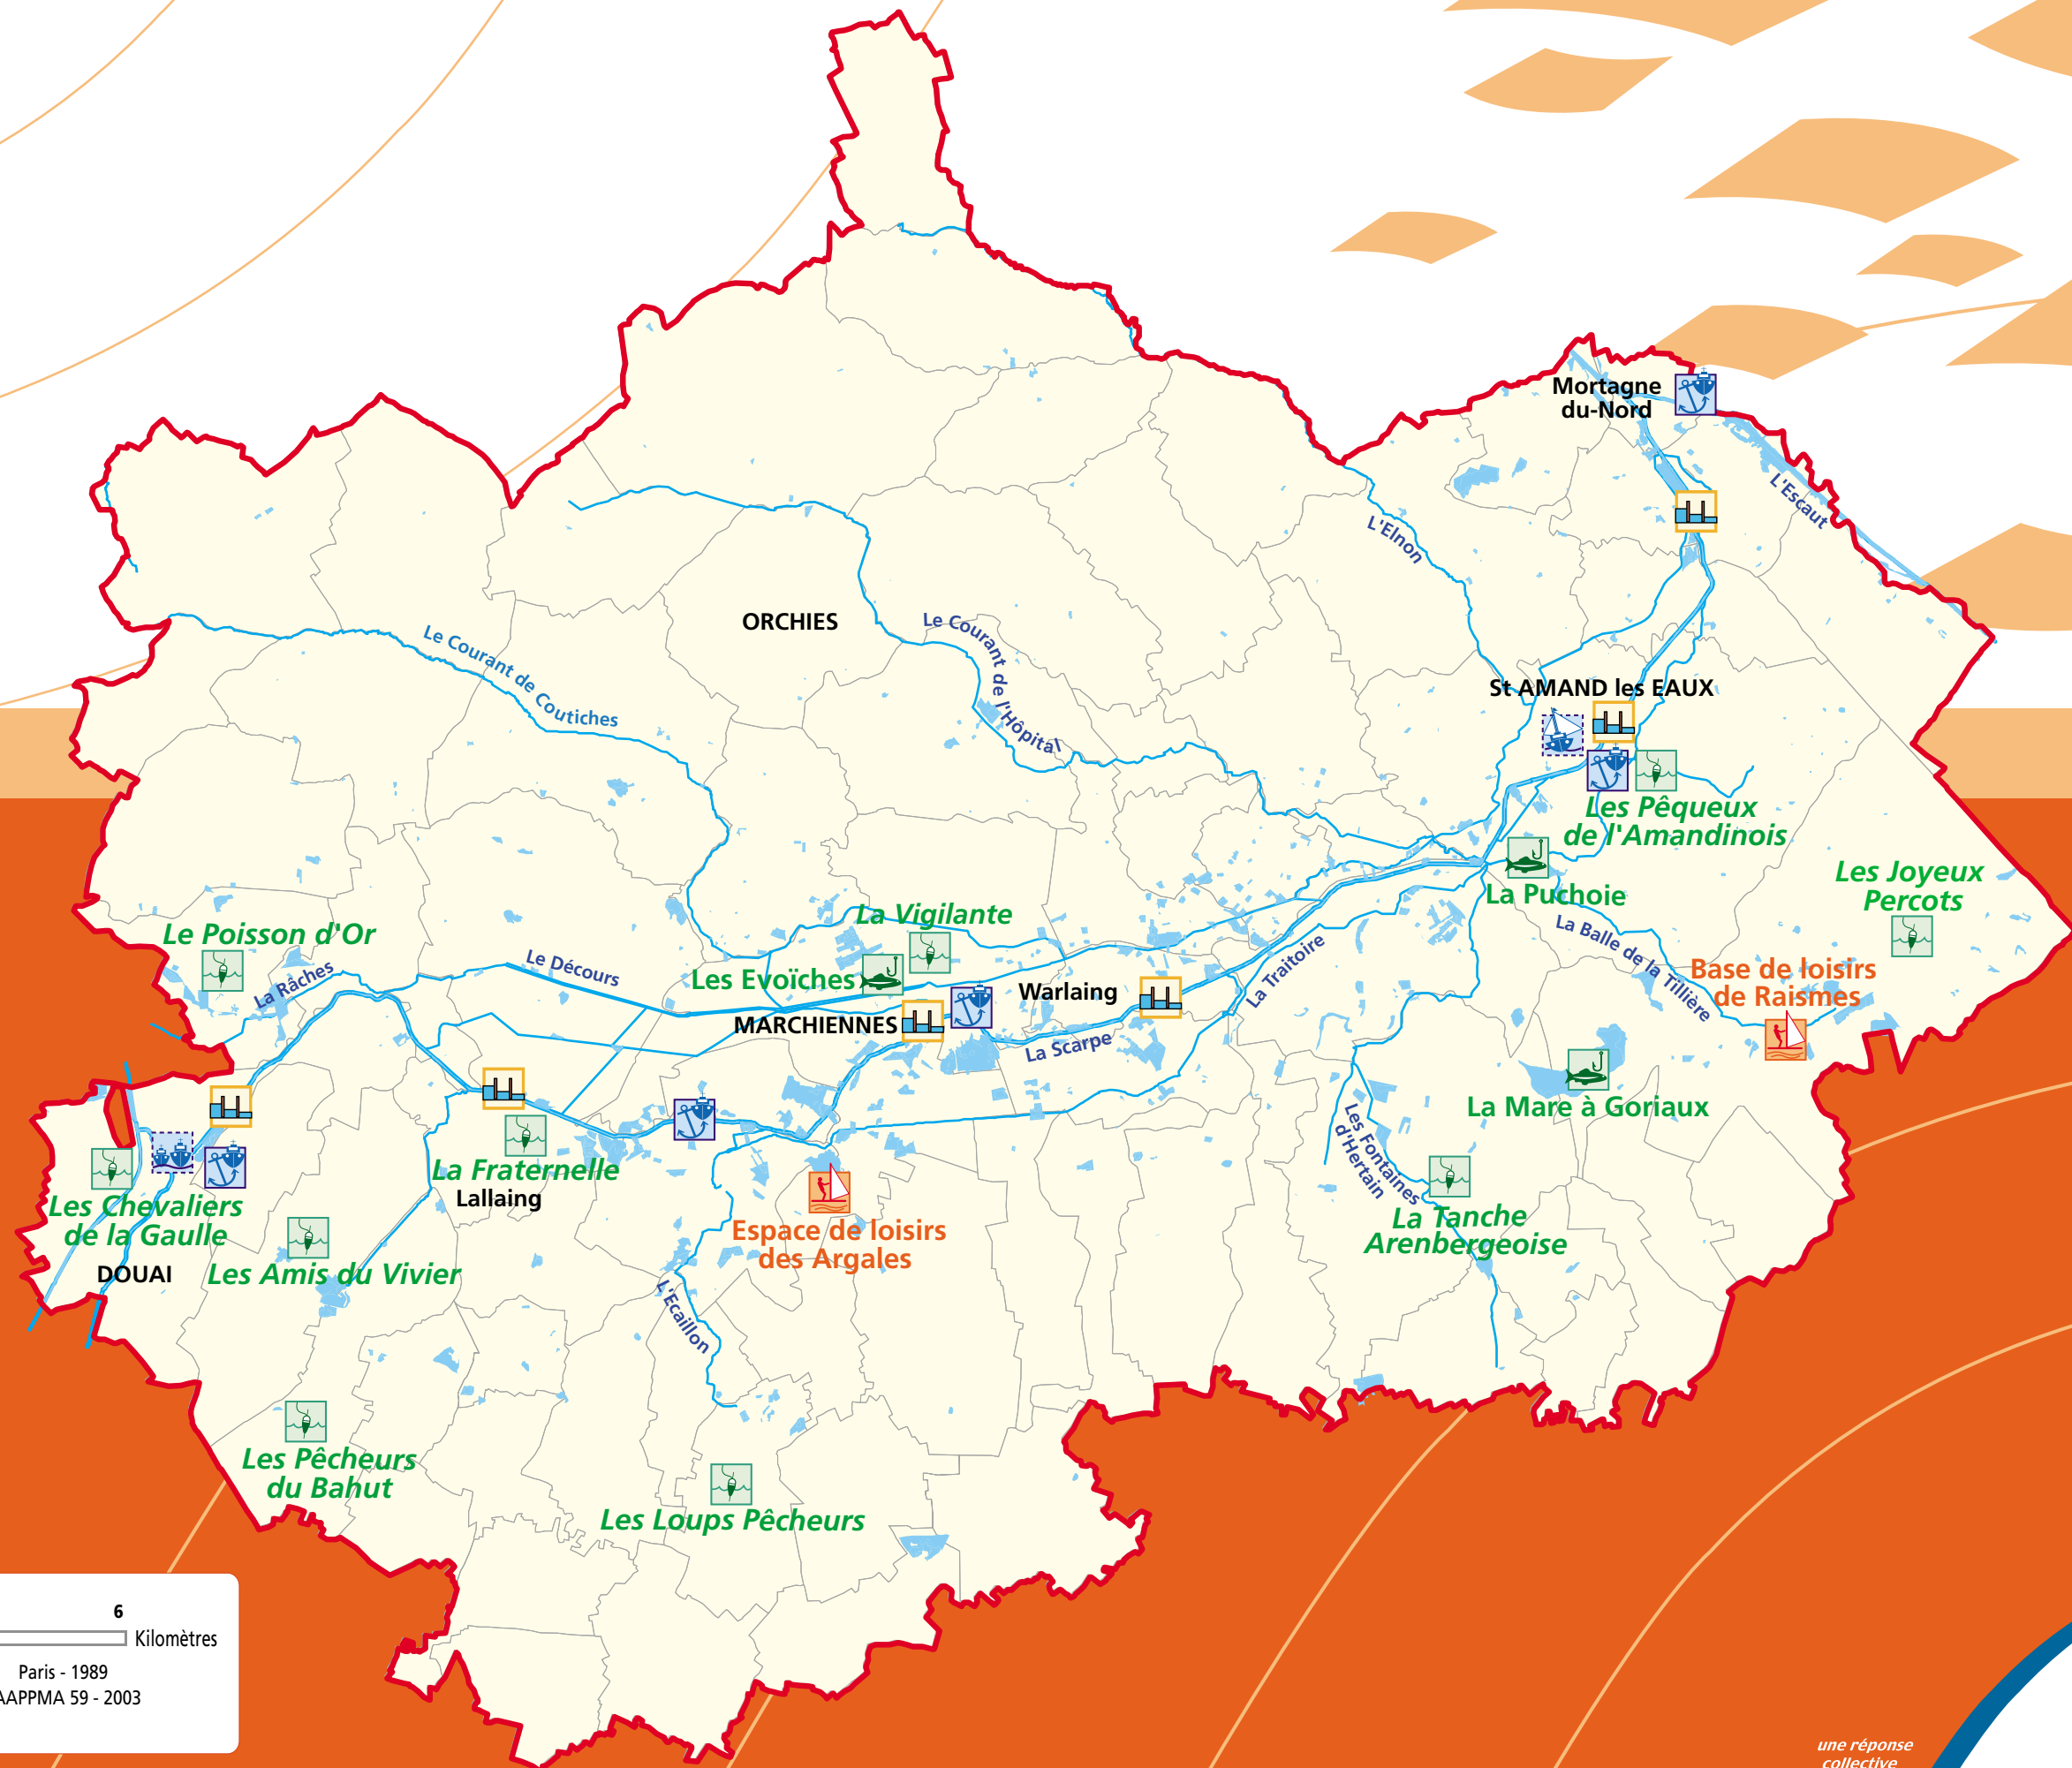 Mortagne
du-Nord
L'Escaut
L'Elnon
ORCHIES
Le Courant de Coutiches
Le Courant de l'Hôpital
St AMAND les EAUX
Les Pêqueux
de l'Amandinois
La Puchoie
Les Joyeux
Percots
La Vigilante
Le Poisson d'Or
La Râches
Le Décours
Les Evoïches
La Balle de la Tillière
Base de loisirs
de Raismes
Warlaing
La Traitoire
MARCHIENNES
La Scarpe
La Mare à Goriaux
Les Fontaines
d'Hertain
La Fraternelle
Lallaing
Les Chevaliers
de la Gaulle
La Tanche
Arenbergeoise
Espace de loisirs
des Argales
DOUAI
Les Amis du Vivier
L'Ecaillon
Les Pêcheurs
du Bahut
Les Loups Pêcheurs
6
Kilomètres
Paris - 1989
AAPPMA 59 - 2003
une réponse
collective